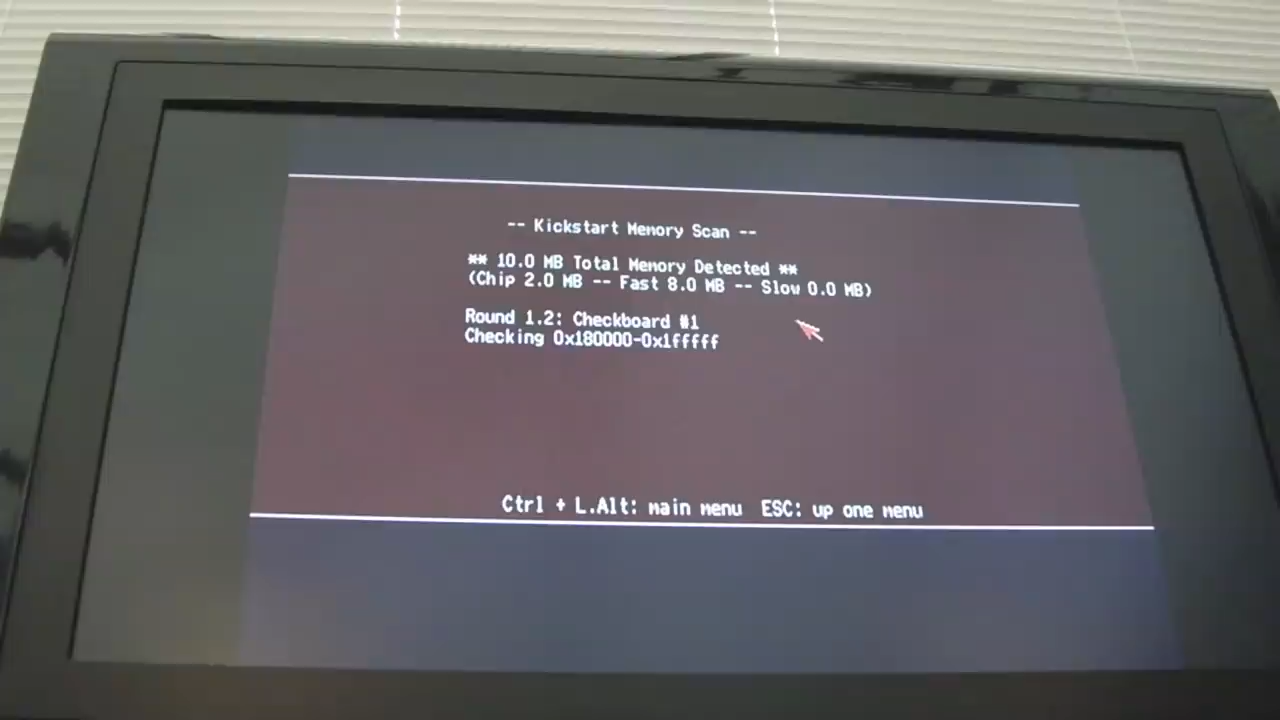 -- Kickstart Memory Scan --
** 10.0 MB Total Memory Detected **
(Chip 2.0 MB -- Fast 8.0 MB -- Slow 0.0 MB)
Round 1.2: Checkboard #1
Checking 0x180000-0x1fffff
Ctrl + L.Alt: main menu ESC: up one menu